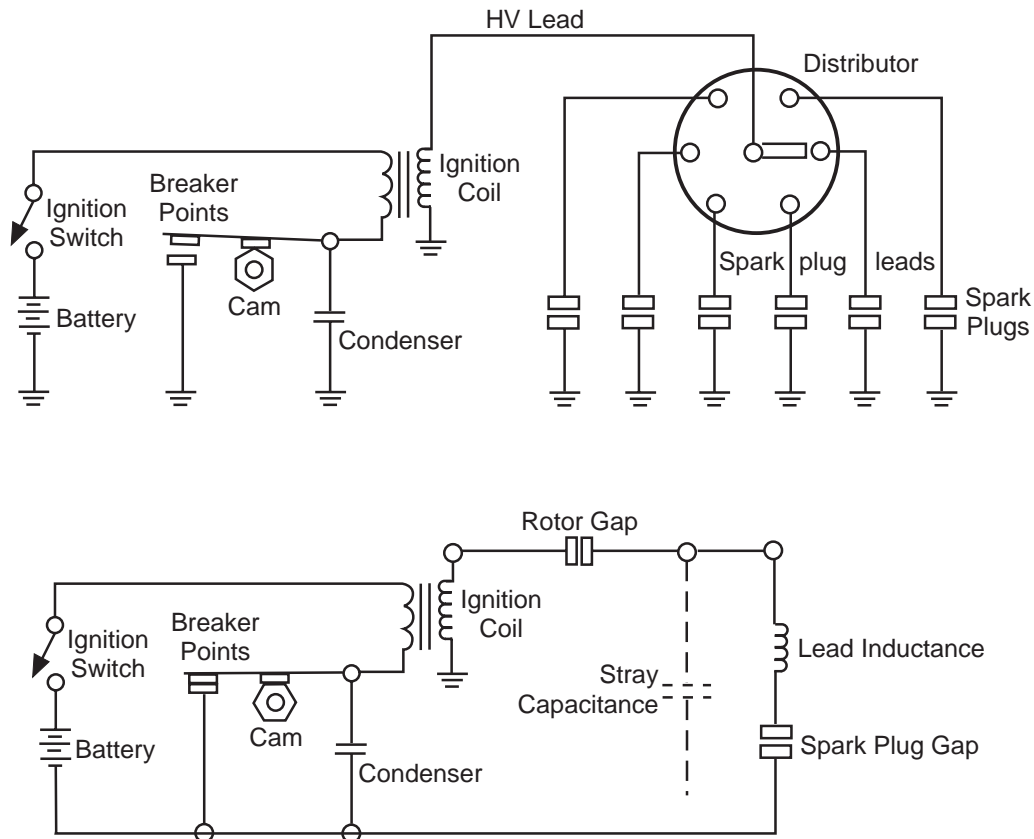 HV Lead
Distributor
Ignition
Coil
Breaker
Points
Ignition
Switch
Spark plug leads
Cam
Battery
Condenser
Spark
Plugs
Rotor Gap
Ignition
Coil
Breaker
Points
Ignition
Switch
Lead Inductance
Stray
Capacitance
Cam
Battery
Condenser
Spark Plug Gap